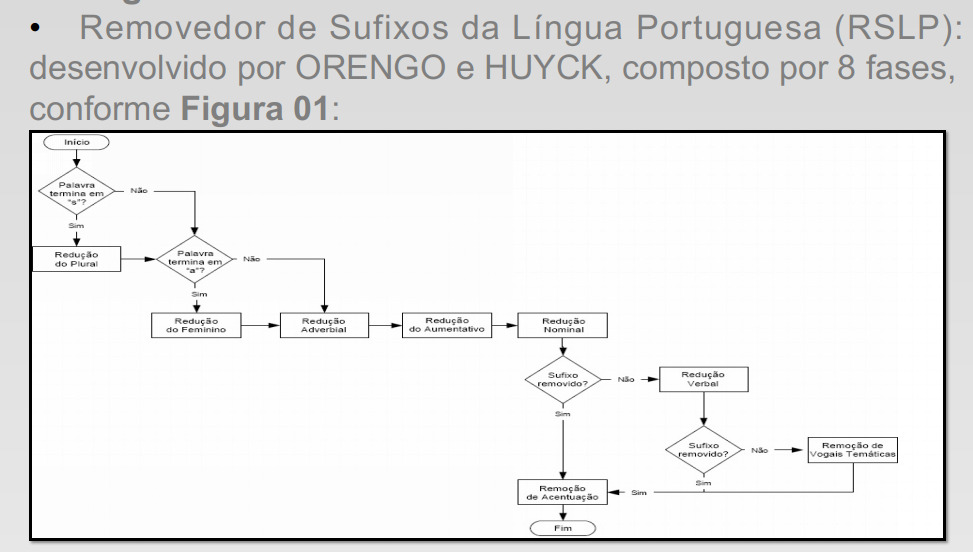 • Removedor de Sufixos da Língua Portuguesa (RSLP):
desenvolvido por ORENGO e HUYCK, composto por 8 fases,
conforme Figura 01:
Início
Palavra
termina em
"s"?
Não
Sim
Redução
do Plural
Palavra
termina em
"a"?
Não
Sim
Redução
do Feminino
Redução
Adverbial
Redução
do Aumentativo
Redução
Nominal
Sufixo
removido?
Não
Redução
Verbal
Sim
Sufixo
removido?
Não
Remoção de
Vogais Temáticas
Sim
Remoção
de Acentuação
Sim
Fim